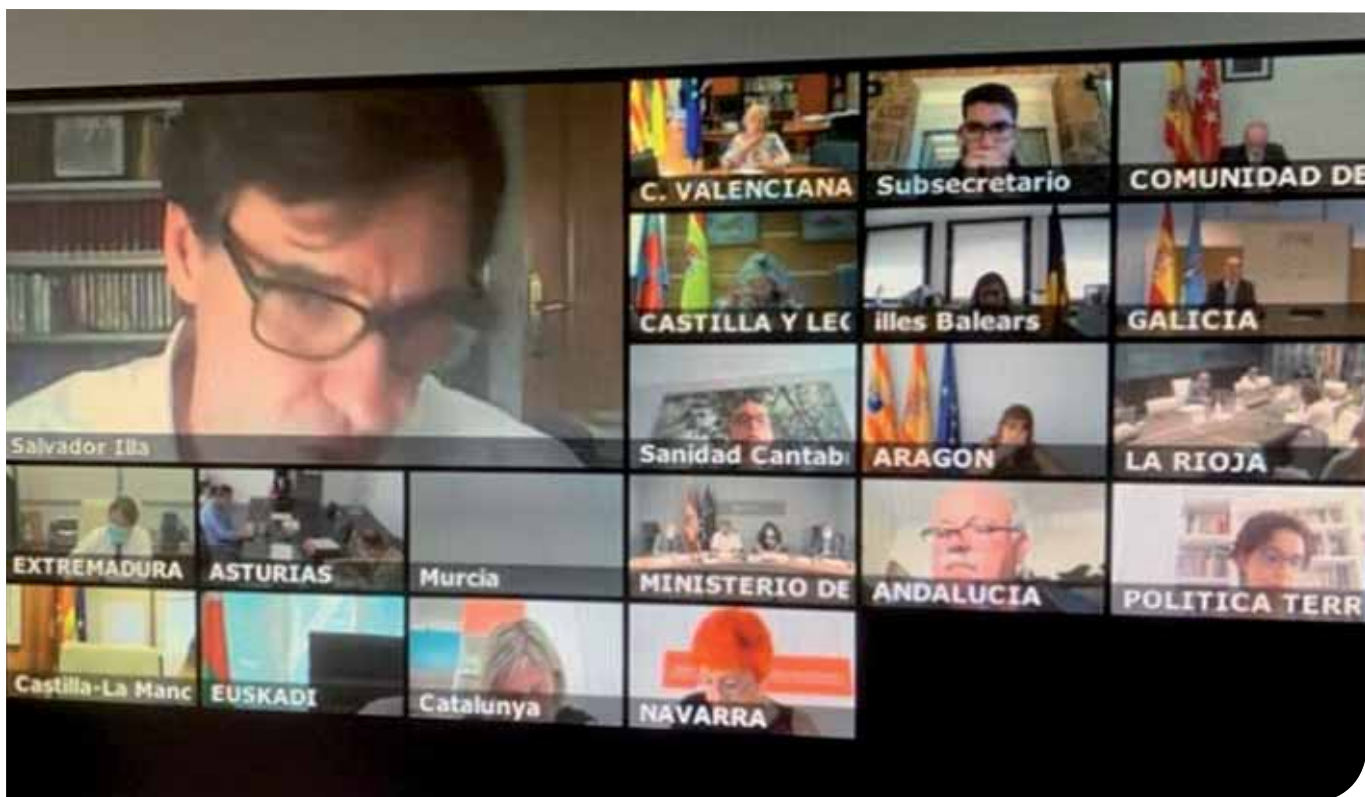 Salvador Illa
C. VALENCIANA
Subsecretario
COMUNIDAD DE
CASTILLA Y LEO
illes Balears
GALICIA
Sanidad Cantab
ARAGON
LA RIOJA
EXTREMADURA
ASTURIAS
Murcia
MINISTERIO DE
ANDALUCIA
POLITICA TERR
Castilla-La Manc
EUSKADI
Catalunya
NAVARRA